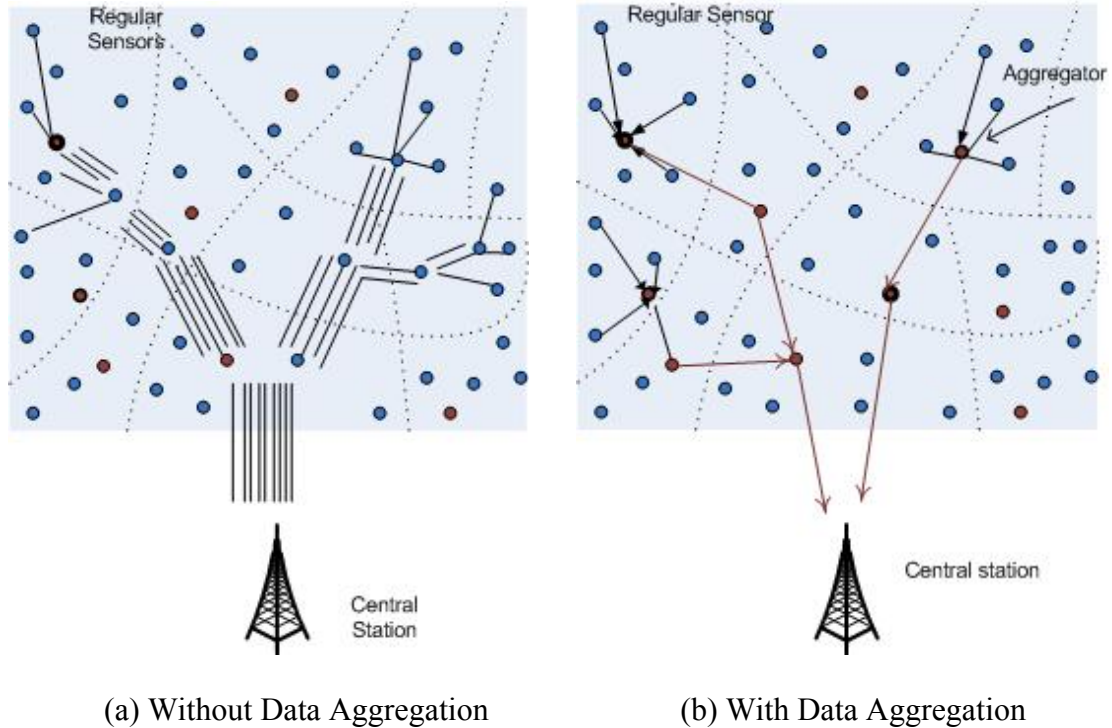 Regular
Sensors
Central
Station
Regular Sensor
Aggregator
Central station
(a) Without Data Aggregation
(b) With Data Aggregation